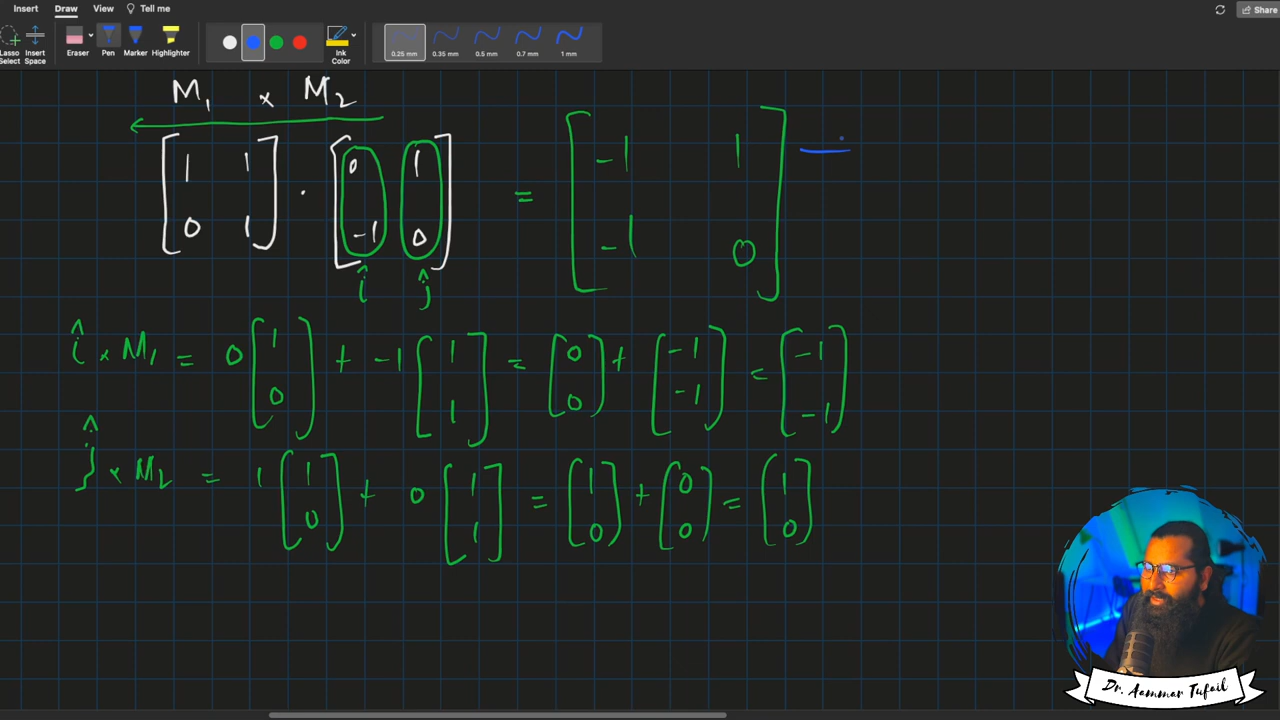 Insert Draw View Tell me
Share
Lasso Select Insert Space Eraser Pen Marker Highlighter Ink Color 0.25 mm 0.35 mm 0.5 mm 0.7 mm 1 mm
M₁ × M₂
[1 1; 0 1] · [0 1; -1 0] = [-1 1; -1 0]
î ĵ
î × M₁ = 0 [1; 0] + -1 [1; 1] = [0; 0] + [-1; -1] = [-1; -1]
ĵ × M₂ = 1 [1; 0] + 0 [1; 1] = [1; 0] + [0; 0] = [1; 0]
Dr. Aammar Tufail